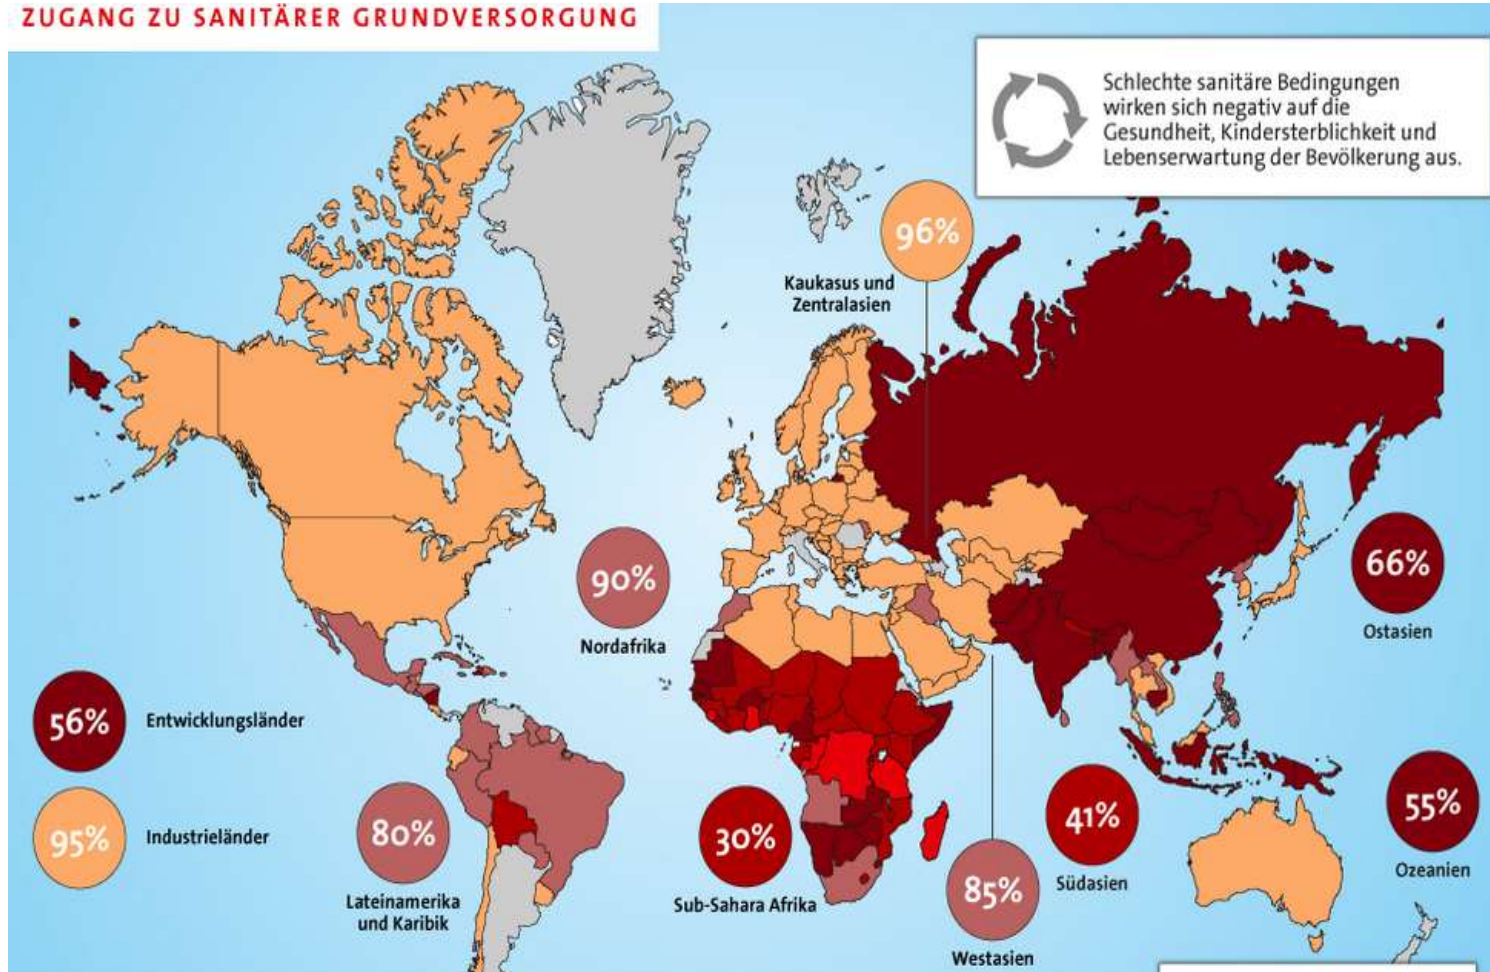 ZUGANG ZU SANITÄRER GRUNDVERSORGUNG
Schlechte sanitäre Bedingungen
wirken sich negativ auf die
Gesundheit, Kindersterblichkeit und
Lebenserwartung der Bevölkerung aus.
96%
Kaukasus und
Zentralasien
90%
Nordafrika
66%
Ostasien
56%
Entwicklungsländer
95%
Industrieländer
80%
Lateinamerika
und Karibik
30%
Sub-Sahara Afrika
85%
Westasien
41%
Südasien
55%
Ozeanien